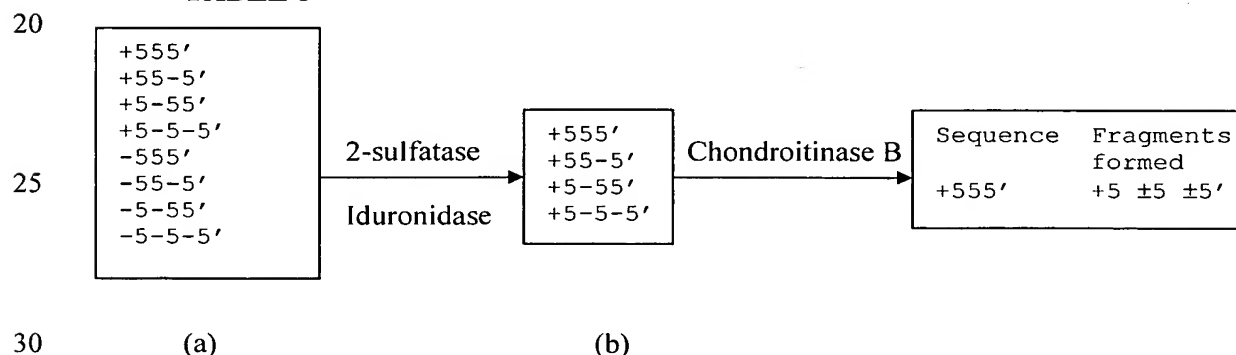 20
+555′
+55-5′
+5-55′
+5-5-5′
-555′
-55-5′
-5-55′
-5-5-5′
2-sulfatase
25
Iduronidase
+555′
+55-5′
+5-55′
+5-5-5′
Chondroitinase B
Sequence Fragments
formed
+555′ +5 ±5 ±5′
30 (a) (b)